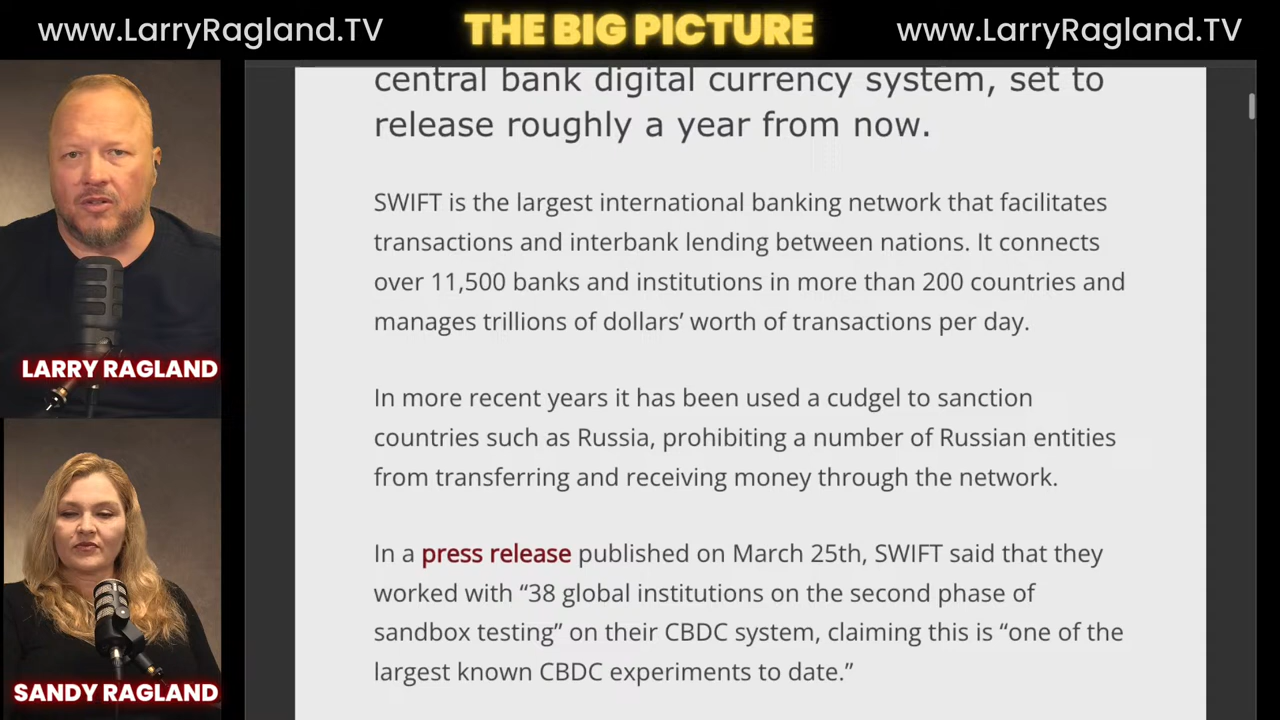 www.LarryRagland.TV
THE BIG PICTURE
www.LarryRagland.TV
central bank digital currency system, set to
release roughly a year from now.
SWIFT is the largest international banking network that facilitates
transactions and interbank lending between nations. It connects
over 11,500 banks and institutions in more than 200 countries and
manages trillions of dollars’ worth of transactions per day.
In more recent years it has been used a cudgel to sanction
countries such as Russia, prohibiting a number of Russian entities
from transferring and receiving money through the network.
In a press release published on March 25th, SWIFT said that they
worked with “38 global institutions on the second phase of
sandbox testing” on their CBDC system, claiming this is “one of the
largest known CBDC experiments to date.”
LARRY RAGLAND
SANDY RAGLAND